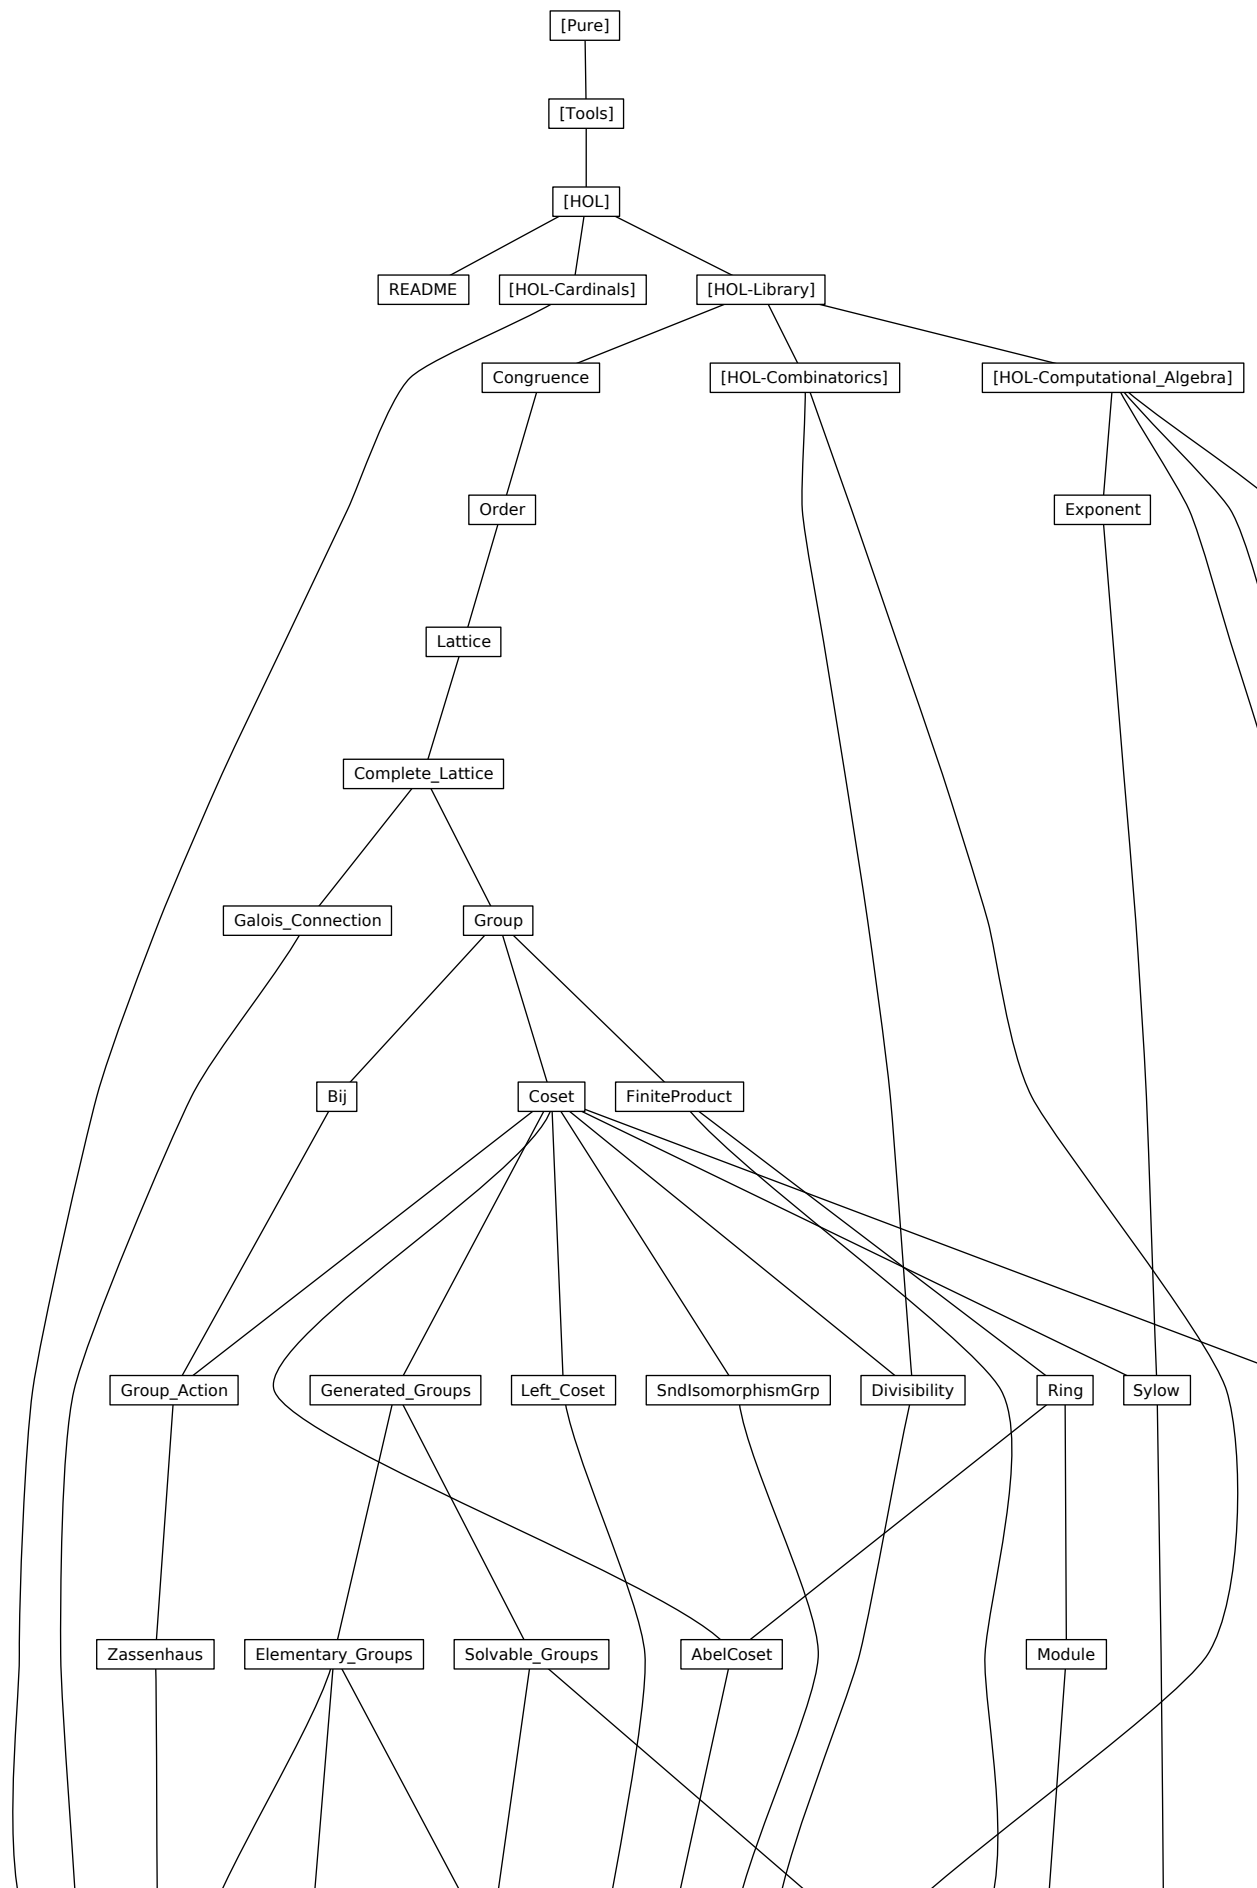 [Pure]
[Tools]
[HOL]
README
[HOL-Cardinals]
[HOL-Library]
Congruence
[HOL-Combinatorics]
[HOL-Computational_Algebra]
Order
Exponent
Lattice
Complete_Lattice
Galois_Connection
Group
Bij
Coset
FiniteProduct
Group_Action
Generated_Groups
Left_Coset
SndIsomorphismGrp
Divisibility
Ring
Sylow
Zassenhaus
Elementary_Groups
Solvable_Groups
AbelCoset
Module